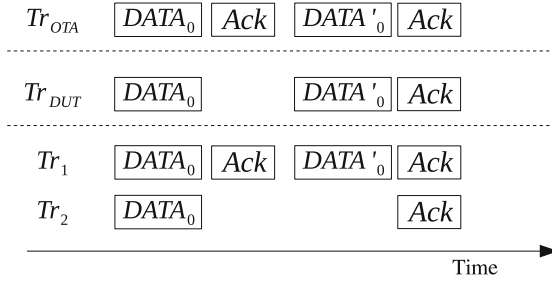 Tr_OTA DATA_0 Ack DATA'_0 Ack
Tr_DUT DATA_0 DATA'_0 Ack
Tr_1 DATA_0 Ack DATA'_0 Ack
Tr_2 DATA_0 Ack
Time